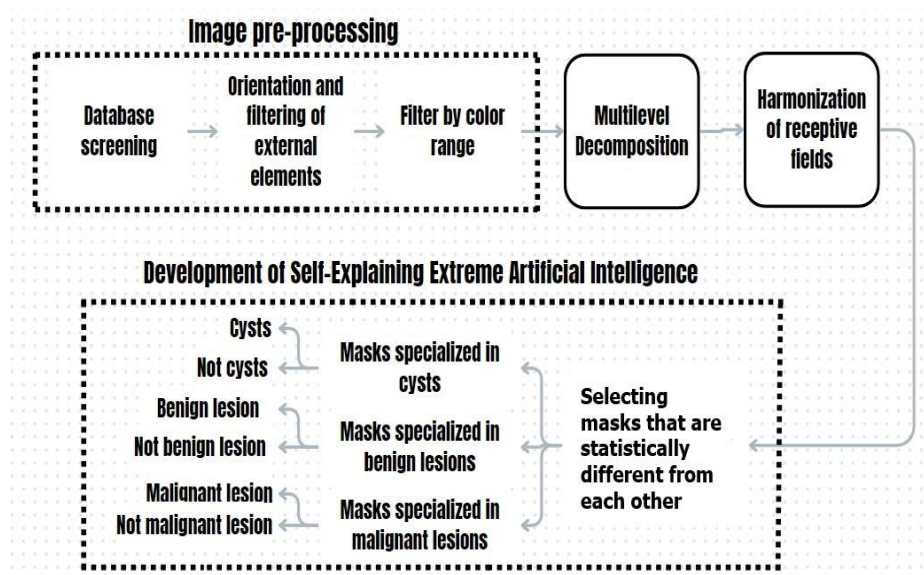 Image pre-processing
Database
screening
Orientation and
filtering of
external
elements
Filter by color
range
Multilevel
Decomposition
Harmonization
of receptive
fields
Development of Self-Explaining Extreme Artificial Intelligence
Selecting
masks that are
statistically
different from
each other
Masks specialized in
cysts
Cysts
Not cysts
Masks specialized in
benign lesions
Benign lesion
Not benign lesion
Masks specialized in
malignant lesions
Malignant lesion
Not malignant lesion